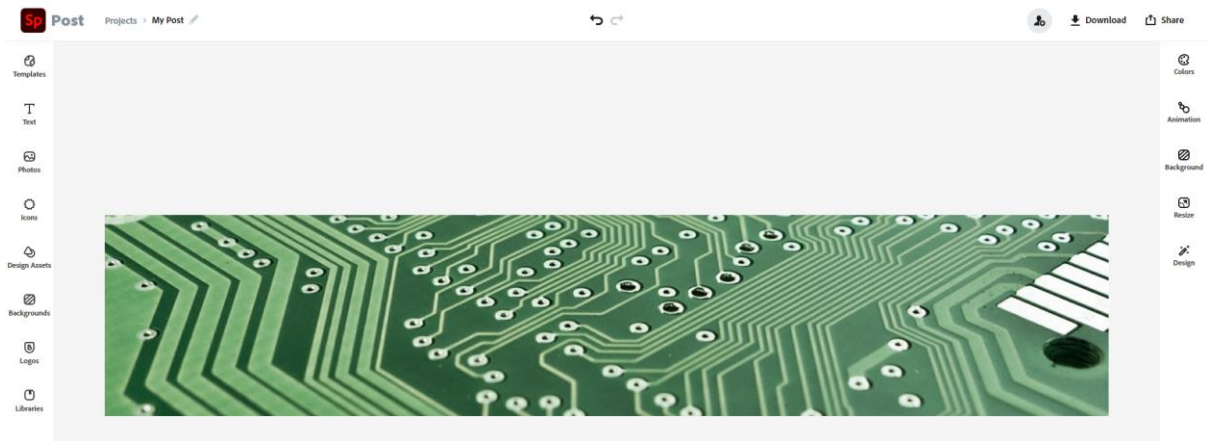 Sp Post Projects > My Post Download Share
Templates
Text
Photos
Icons
Design Assets
Backgrounds
B
Logos
Libraries
Colors
Animation
Background
Resize
Design